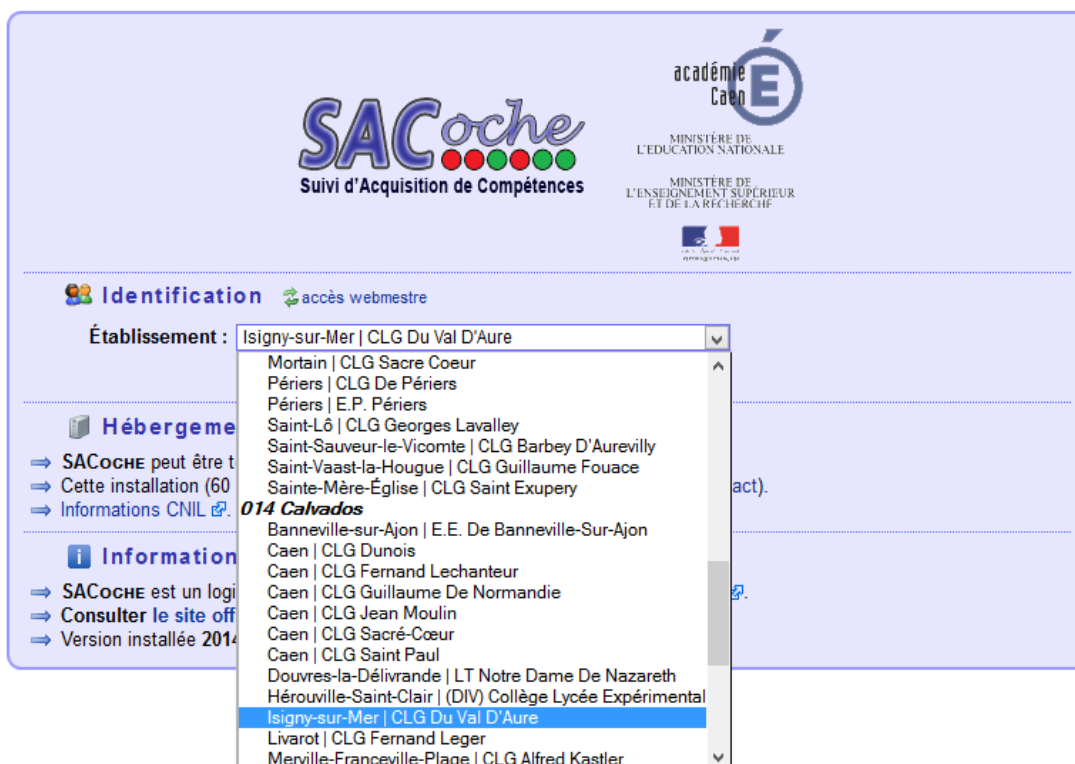 académie
Caen
É
MINISTÈRE DE
L'ÉDUCATION NATIONALE
MINISTÈRE DE
L'ENSEIGNEMENT SUPÉRIEUR
ET DE LA RECHERCHE
SACoche
Suivi d'Acquisition de Compétences
Identification accès webmestre
Établissement : Isigny-sur-Mer | CLG Du Val D'Aure
Mortain | CLG Sacre Coeur
Périers | CLG De Périers
Périers | E.P. Périers
Saint-Lô | CLG Georges Lavalley
Saint-Sauveur-le-Vicomte | CLG Barbey D'Aurevilly
Saint-Vaast-la-Hougue | CLG Guillaume Fouace
Sainte-Mère-Église | CLG Saint Exupery
014 Calvados
Banneville-sur-Ajon | E.E. De Banneville-Sur-Ajon
Caen | CLG Dunois
Caen | CLG Fernand Lechanteur
Caen | CLG Guillaume De Normandie
Caen | CLG Jean Moulin
Caen | CLG Sacré-Cœur
Caen | CLG Saint Paul
Douvres-la-Délivrande | LT Notre Dame De Nazareth
Hérouville-Saint-Clair | (DIV) Collège Lycée Expérimental
Isigny-sur-Mer | CLG Du Val D'Aure
Livarot | CLG Fernand Leger
Merville-Franceville-Plage | CLG Alfred Kastler
Hébergeme
SACOCHE peut être t
Cette installation (60 act).
Informations CNIL .
Information
SACOCHE est un logi .
Consulter le site off
Version installée 2014